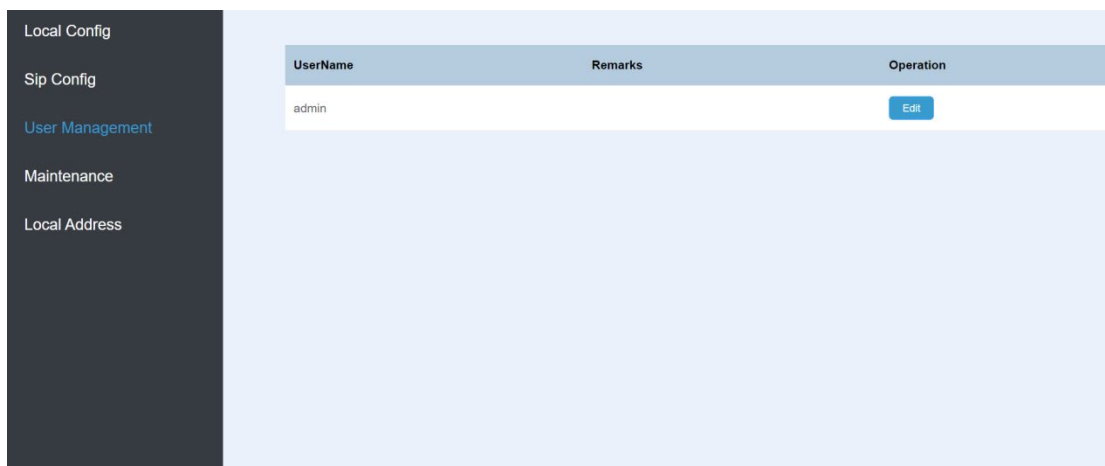 Local Config
Sip Config
User Management
Maintenance
Local Address
UserName Remarks Operation
admin Edit